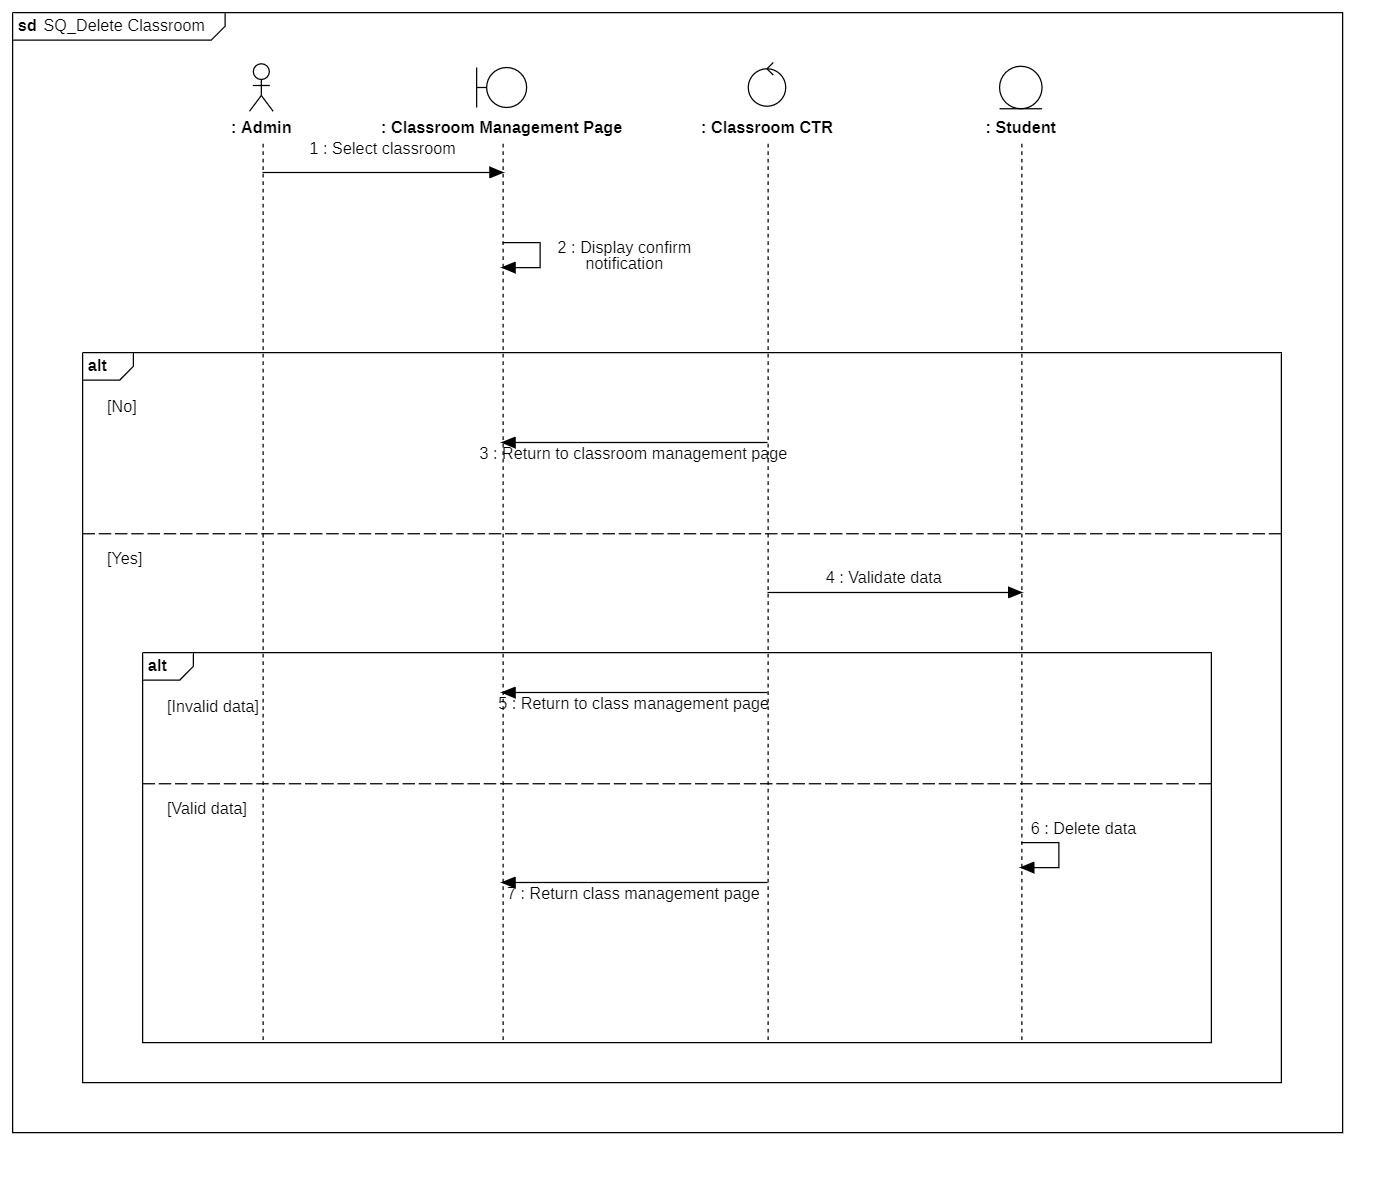 sd SQ_Delete Classroom
: Admin
: Classroom Management Page
: Classroom CTR
: Student
1 : Select classroom
2 : Display confirm
notification
alt
[No]
3 : Return to classroom management page
[Yes]
4 : Validate data
alt
[Invalid data]
5 : Return to class management page
[Valid data]
6 : Delete data
7 : Return class management page